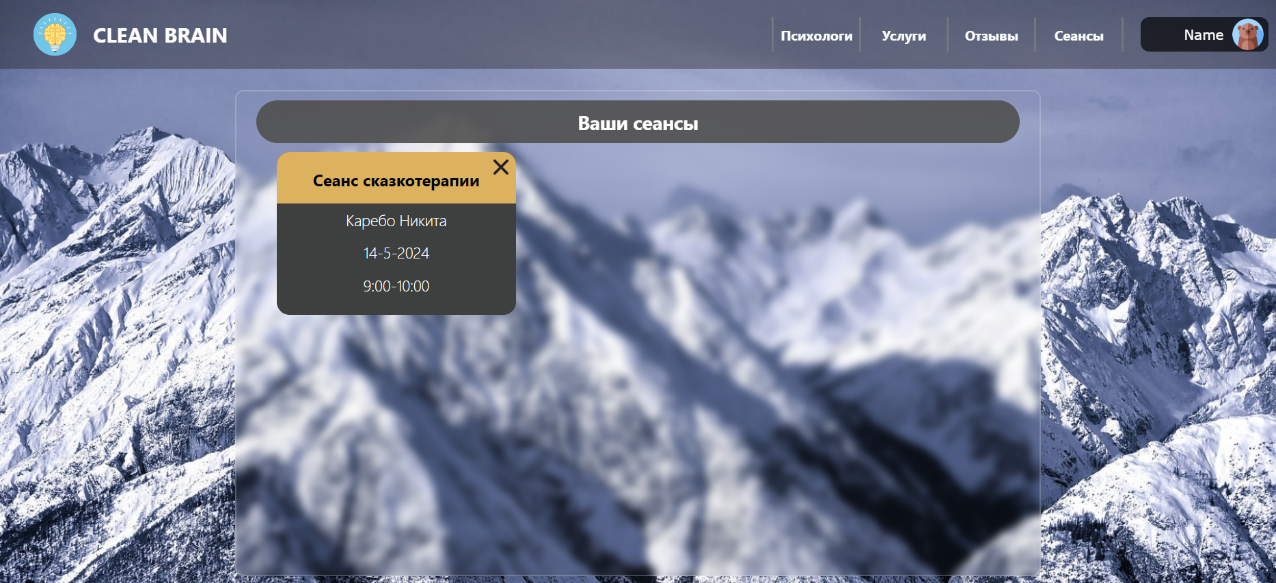 CLEAN BRAIN
Психологи
Услуги
Отзывы
Сеансы
Name
Ваши сеансы
Сеанс сказкотерапии
Каребо Никита
14-5-2024
9:00-10:00